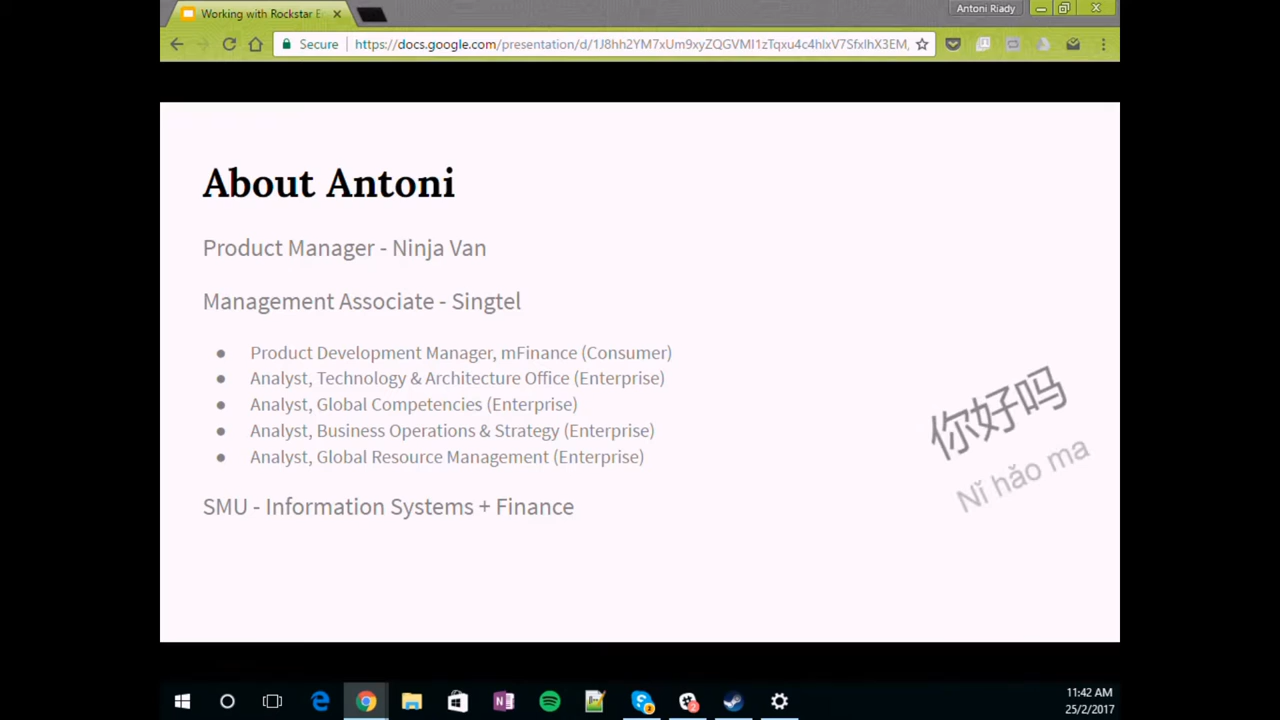 Working with Rockstar E
Antoni Riady
Secure
https://docs.google.com/presentation/d/1J8hh2YM7xUm9xyZQGVMI1zTqxu4c4hlxV7SfxlhX3EM,
About Antoni
Product Manager - Ninja Van
Management Associate - Singtel
● Product Development Manager, mFinance (Consumer)
● Analyst, Technology & Architecture Office (Enterprise)
● Analyst, Global Competencies (Enterprise)
● Analyst, Business Operations & Strategy (Enterprise)
● Analyst, Global Resource Management (Enterprise)
SMU - Information Systems + Finance
你好吗
Nǐ hǎo ma
11:42 AM
25/2/2017